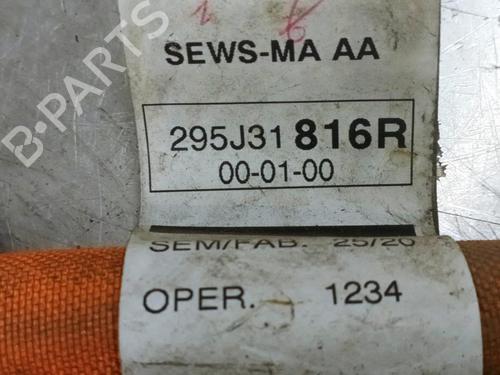 SEWS-MA AA
295J31 816R
00-01-00
SEM/FAB. 25/20
OPER. 1234
B-PARTS